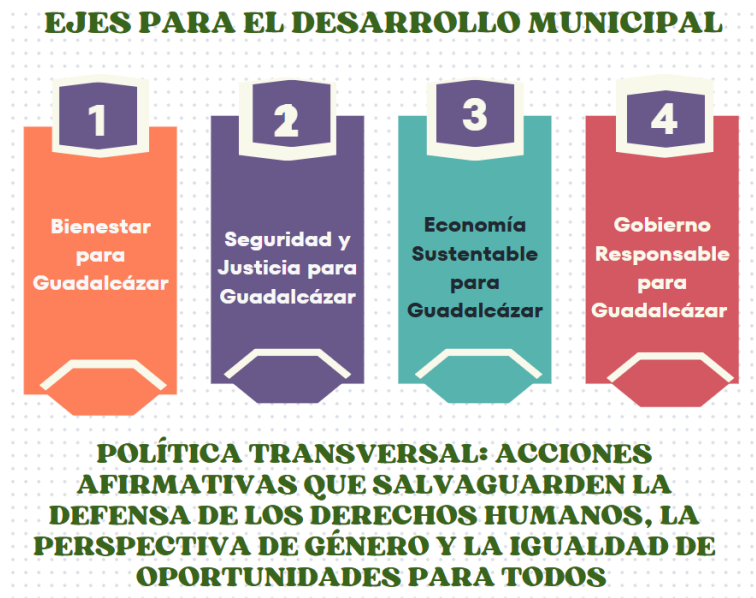 EJES PARA EL DESARROLLO MUNICIPAL
1
Bienestar
para
Guadalcázar
2
Seguridad y
Justicia para
Guadalcázar
3
Economía
Sustentable
para
Guadalcázar
4
Gobierno
Responsable
para
Guadalcázar
POLÍTICA TRANSVERSAL: ACCIONES
AFIRMATIVAS QUE SALVAGUARDEN LA
DEFENSA DE LOS DERECHOS HUMANOS, LA
PERSPECTIVA DE GÉNERO Y LA IGUALDAD DE
OPORTUNIDADES PARA TODOS